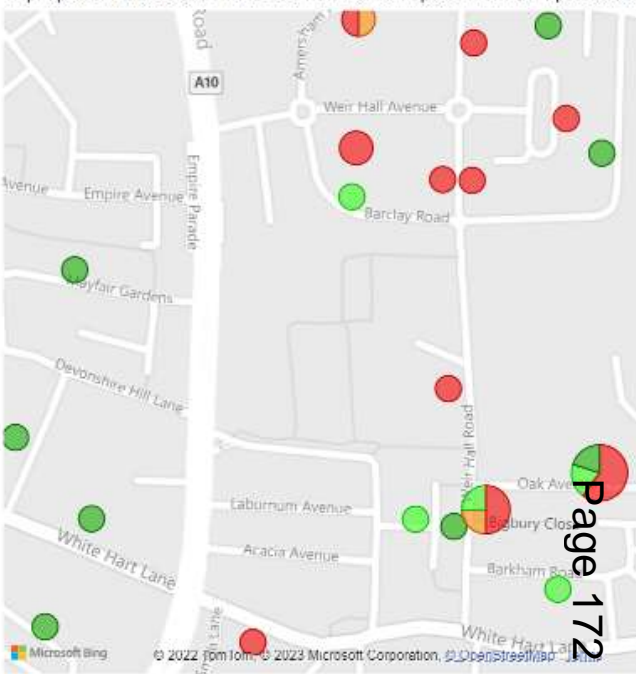 Road
Amersham
A10
Weir Hall Avenue
Avenue
Empire Avenue
Empire Parade
Barclay Road
Mayfair Gardens
Devonshire Hill Lane
Weir Hall Road
Oak Ave
Laburnum Avenue
Bigbury Close
White Hart Lane
Acacia Avenue
Barkham Road
White Hart Lane
Lane
Microsoft Bing
© 2022 TomTom, © 2023 Microsoft Corporation, © OpenStreetMap Terms
Page 172